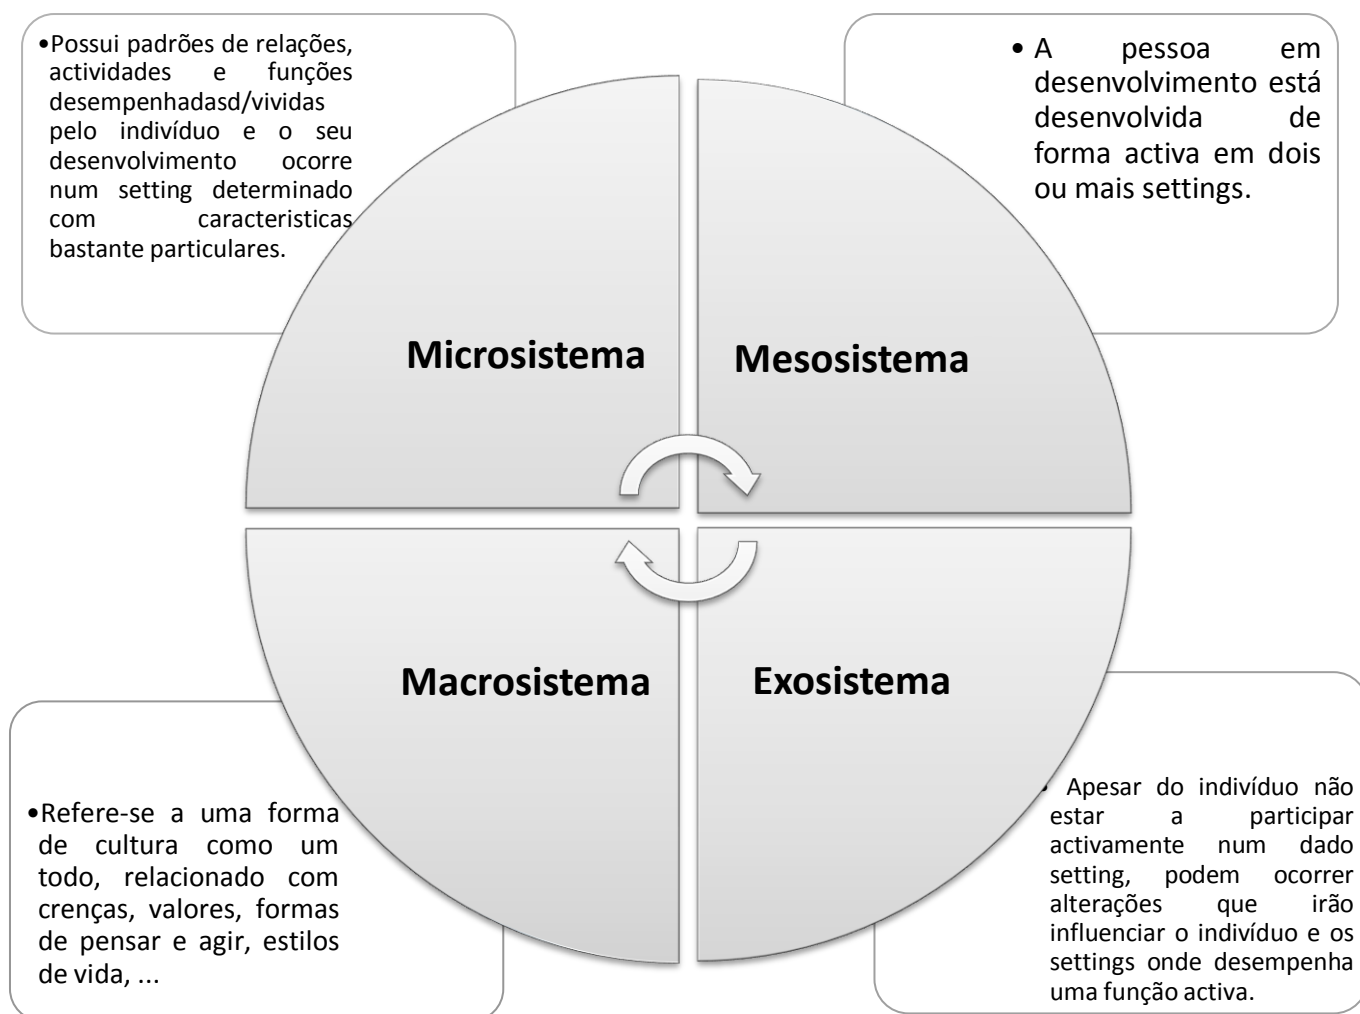 •Possui padrões de relações,
actividades e funções
desempenhadasd/vividas
pelo indivíduo e o seu
desenvolvimento ocorre
num setting determinado
com caracteristicas
bastante particulares.
• A pessoa em
desenvolvimento está
desenvolvida de
forma activa em dois
ou mais settings.
Microsistema
Mesosistema
Macrosistema
Exosistema
•Refere-se a uma forma
de cultura como um
todo, relacionado com
crenças, valores, formas
de pensar e agir, estilos
de vida, ...
• Apesar do indivíduo não
estar a participar
activamente num dado
setting, podem ocorrer
alterações que irão
influenciar o indivíduo e os
settings onde desempenha
uma função activa.